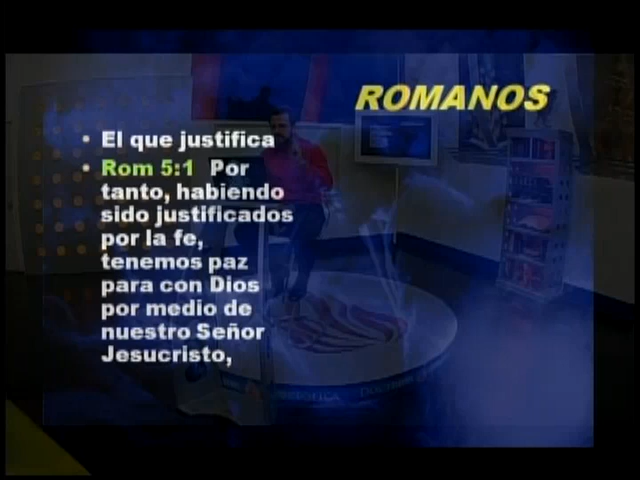 ROMANOS
• El que justifica
• Rom 5:1 Por
tanto, habiendo
sido justificados
por la fe,
tenemos paz
para con Dios
por medio de
nuestro Señor
Jesucristo,